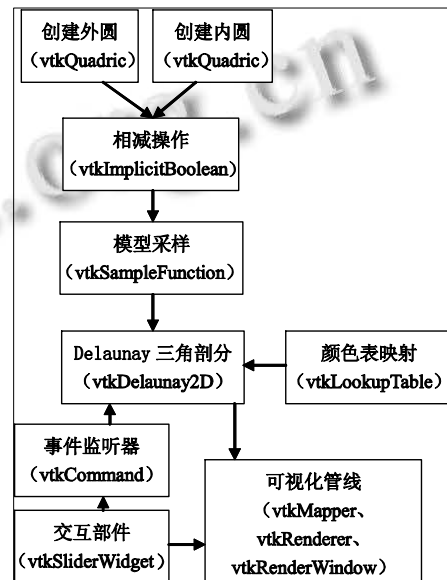 创建外圆
（vtkQuadric）
创建内圆
（vtkQuadric）
相减操作
（vtkImplicitBoolean）
模型采样
（vtkSampleFunction）
Delaunay 三角剖分
（vtkDelaunay2D）
颜色表映射
（vtkLookupTable）
事件监听器
（vtkCommand）
可视化管线
（vtkMapper、
vtkRenderer、
vtkRenderWindow）
交互部件
（vtkSliderWidget）
.org.cn